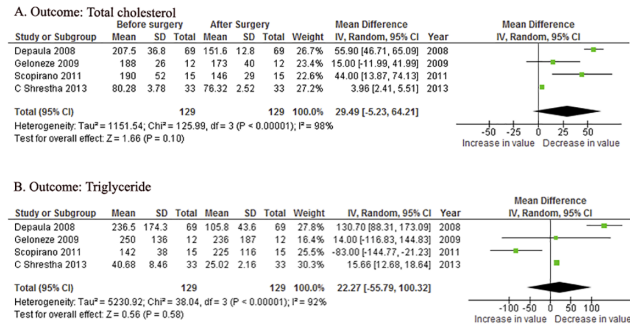 A. Outcome: Total cholesterol
Before surgery After Surgery Mean Difference Mean Difference
Study or Subgroup Mean SD Total Mean SD Total Weight IV, Random, 95% CI Year IV, Random, 95% CI
Depaula 2008 207.5 36.8 69 151.6 12.8 69 26.7% 55.90 [46.71, 65.09] 2008
Geloneze 2009 188 26 12 173 40 12 22.2% 15.00 [-11.99, 41.99] 2009
Scopirano 2011 190 52 15 146 29 15 44.00 [13.87, 74.13] 2011
C Shrestha 2013 80.28 3.78 33 76.32 2.52 33 3.96 [2.41, 5.51] 2013
Total (95% CI) 129 129 100.0% 29.49 [-5.23, 64.21]
Heterogeneity: Tau² = 1151.54; Chi² = 125.99, df = 3 (P < 0.00001); I² = 98%
Test for overall effect: Z = 1.66 (P = 0.10)
-50 -25 0 25 50
Increase in value Decrease in value
B. Outcome: Triglyceride
Mean Difference
Study or Subgroup Mean SD Total Mean SD Total Weight IV, Random, 95% CI Year IV, Random, 95% CI
Depaula 2008 236.5 174.3 69 105.8 43.6 69 27.8% 130.70 [88.31, 173.09] 2008
Geloneze 2009 250 136 12 236 187 12 16.4% 14.00 [-116.83, 144.83] 2009
Scopirano 2011 142 38 15 225 116 15 -83.00 [-144.77, -21.23] 2011
C Shrestha 2013 40.68 8.46 33 25.02 2.16 33 30.3% 15.66 [12.68, 18.64] 2013
Total (95% CI) 129 129 100.0% 22.27 [-55.79, 100.32]
Heterogeneity: Tau² = 5230.92; Chi² = 38.04, df = 3 (P < 0.00001); I² = 92%
Test for overall effect: Z = 0.56 (P = 0.58)
-100 -50 0 50 100
Increase in value Decrease in value